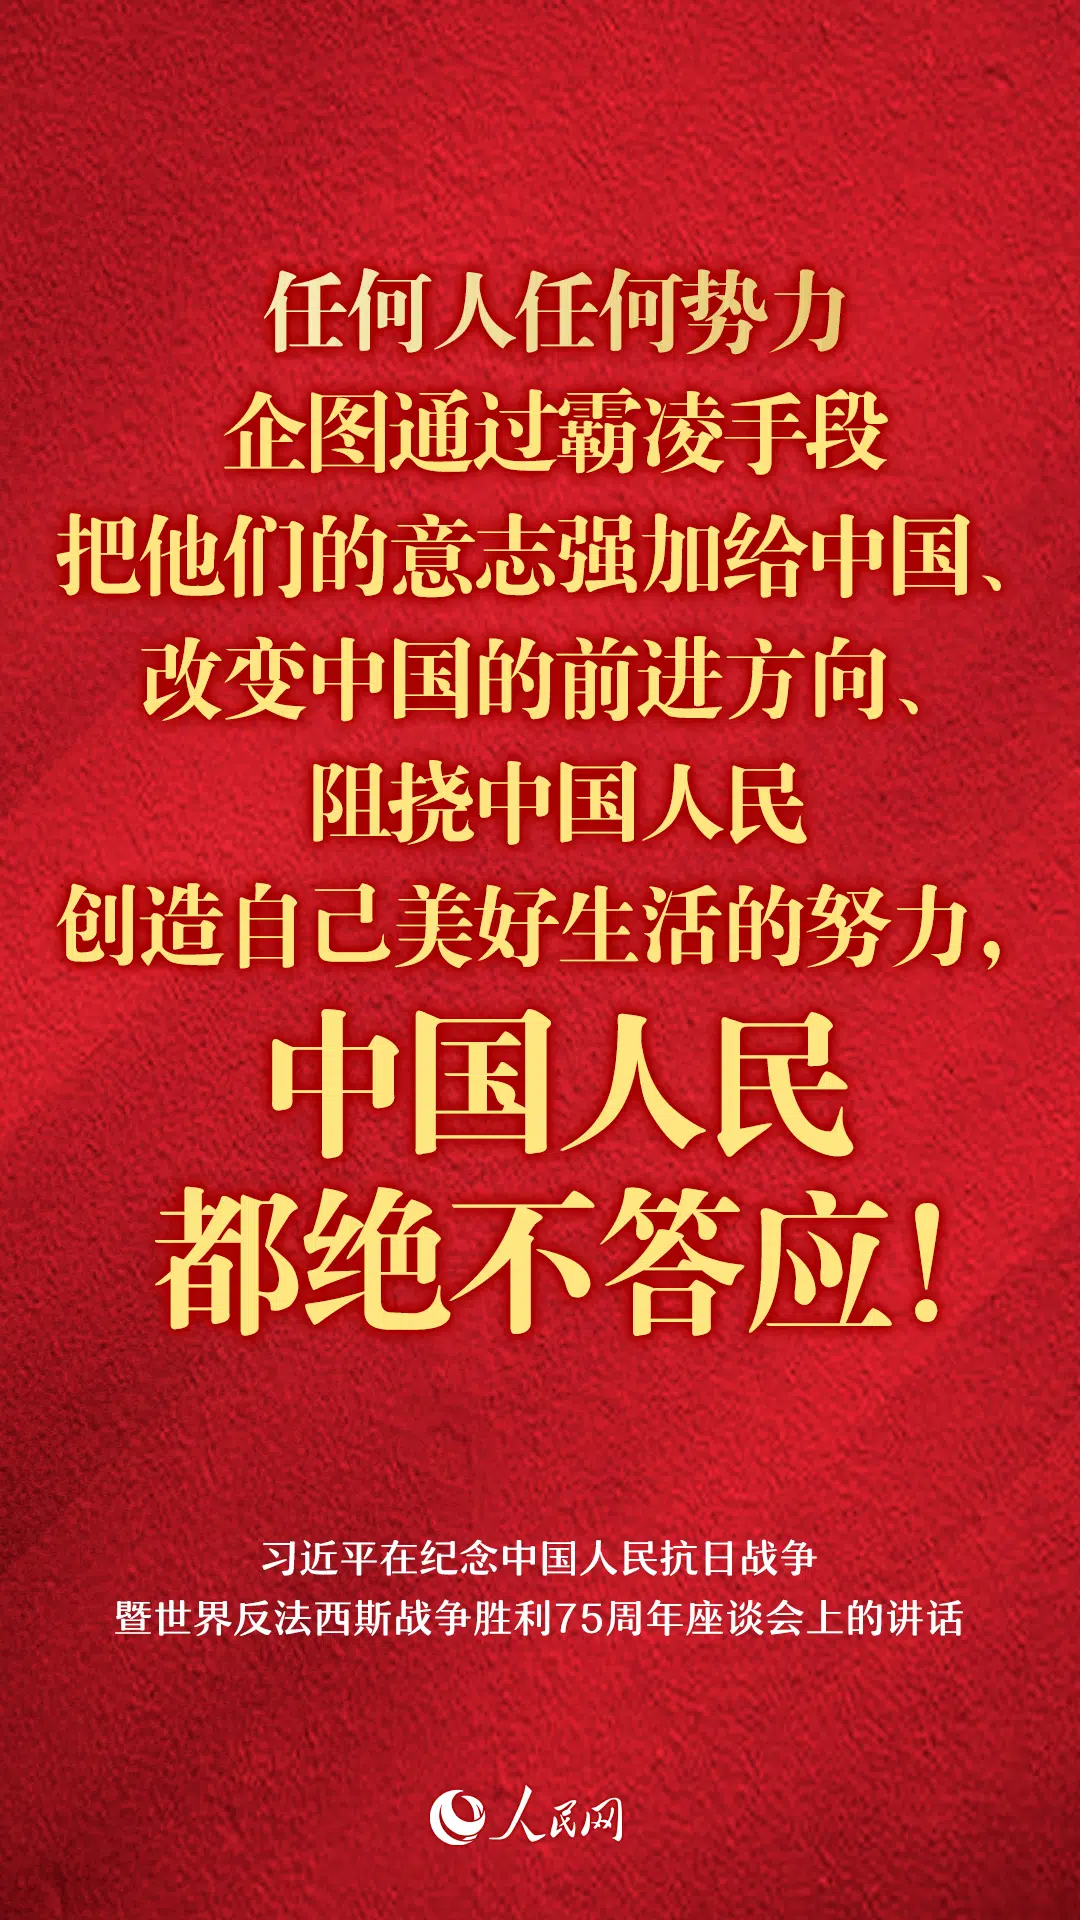 任何人任何势力
企图通过霸凌手段
把他们的意志强加给中国、
改变中国的前进方向、
阻挠中国人民
创造自己美好生活的努力，
中国人民
都绝不答应！
习近平在纪念中国人民抗日战争
暨世界反法西斯战争胜利75周年座谈会上的讲话
人民网